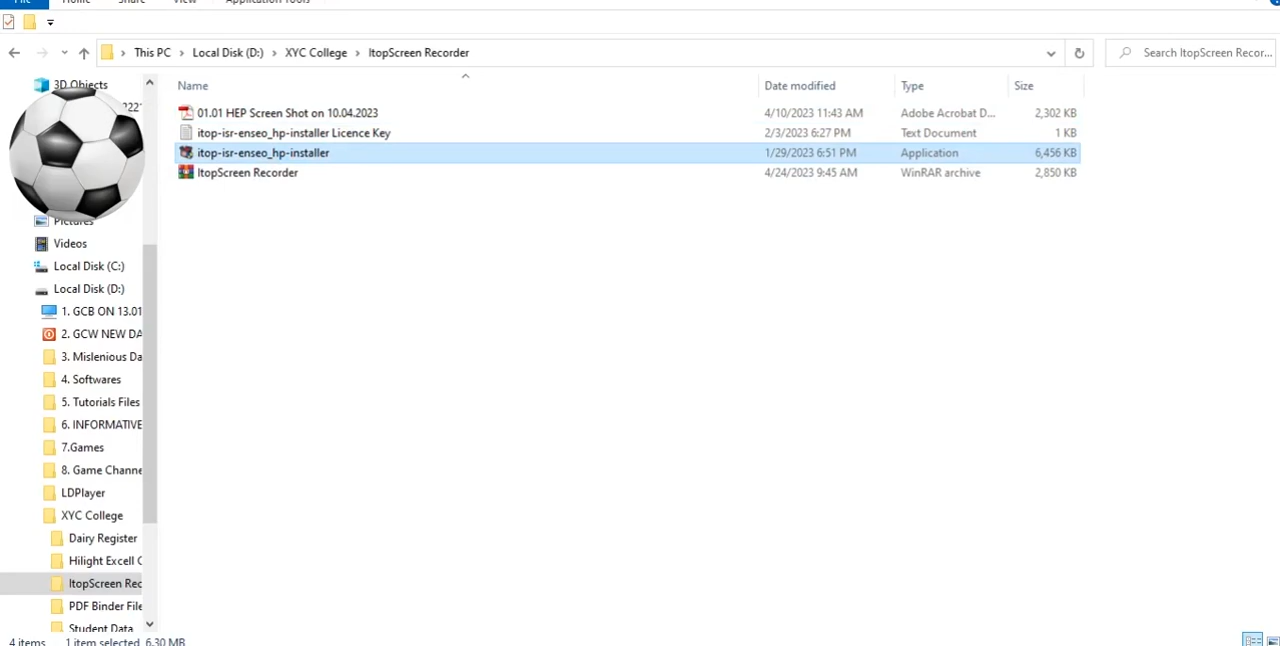 File Home Share View Application Tools
This PC > Local Disk (D:) > XYC College > ItopScreen Recorder
Search ItopScreen Recor...
Name Date modified Type Size
01.01 HEP Screen Shot on 10.04.2023 4/10/2023 11:43 AM Adobe Acrobat D... 2,302 KB
itop-isr-enseo_hp-installer Licence Key 2/3/2023 6:27 PM Text Document 1 KB
itop-isr-enseo_hp-installer 1/29/2023 6:51 PM Application 6,456 KB
ItopScreen Recorder 4/24/2023 9:45 AM WinRAR archive 2,850 KB
3D Objects
Pictures
Videos
Local Disk (C:)
Local Disk (D:)
1. GCB ON 13.01
2. GCW NEW DA
3. Mislenious Da
4. Softwares
5. Tutorials Files
6. INFORMATIVE
7.Games
8. Game Channe
LDPlayer
XYC College
Dairy Register
Hilight Excell C
ItopScreen Rec
PDF Binder File
Student Data
4 items 1 item selected 6.30 MB